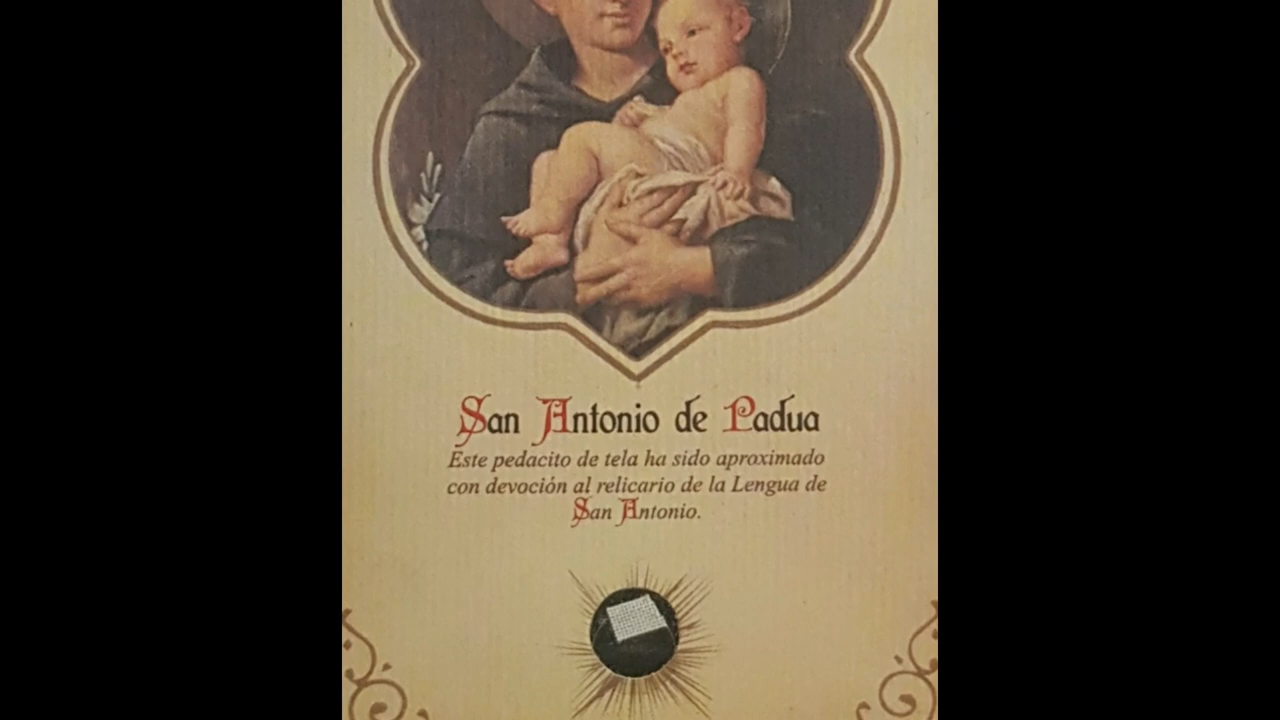 San Antonio de Padua
Este pedacito de tela ha sido aproximado
con devoción al relicario de la Lengua de
San Antonio.